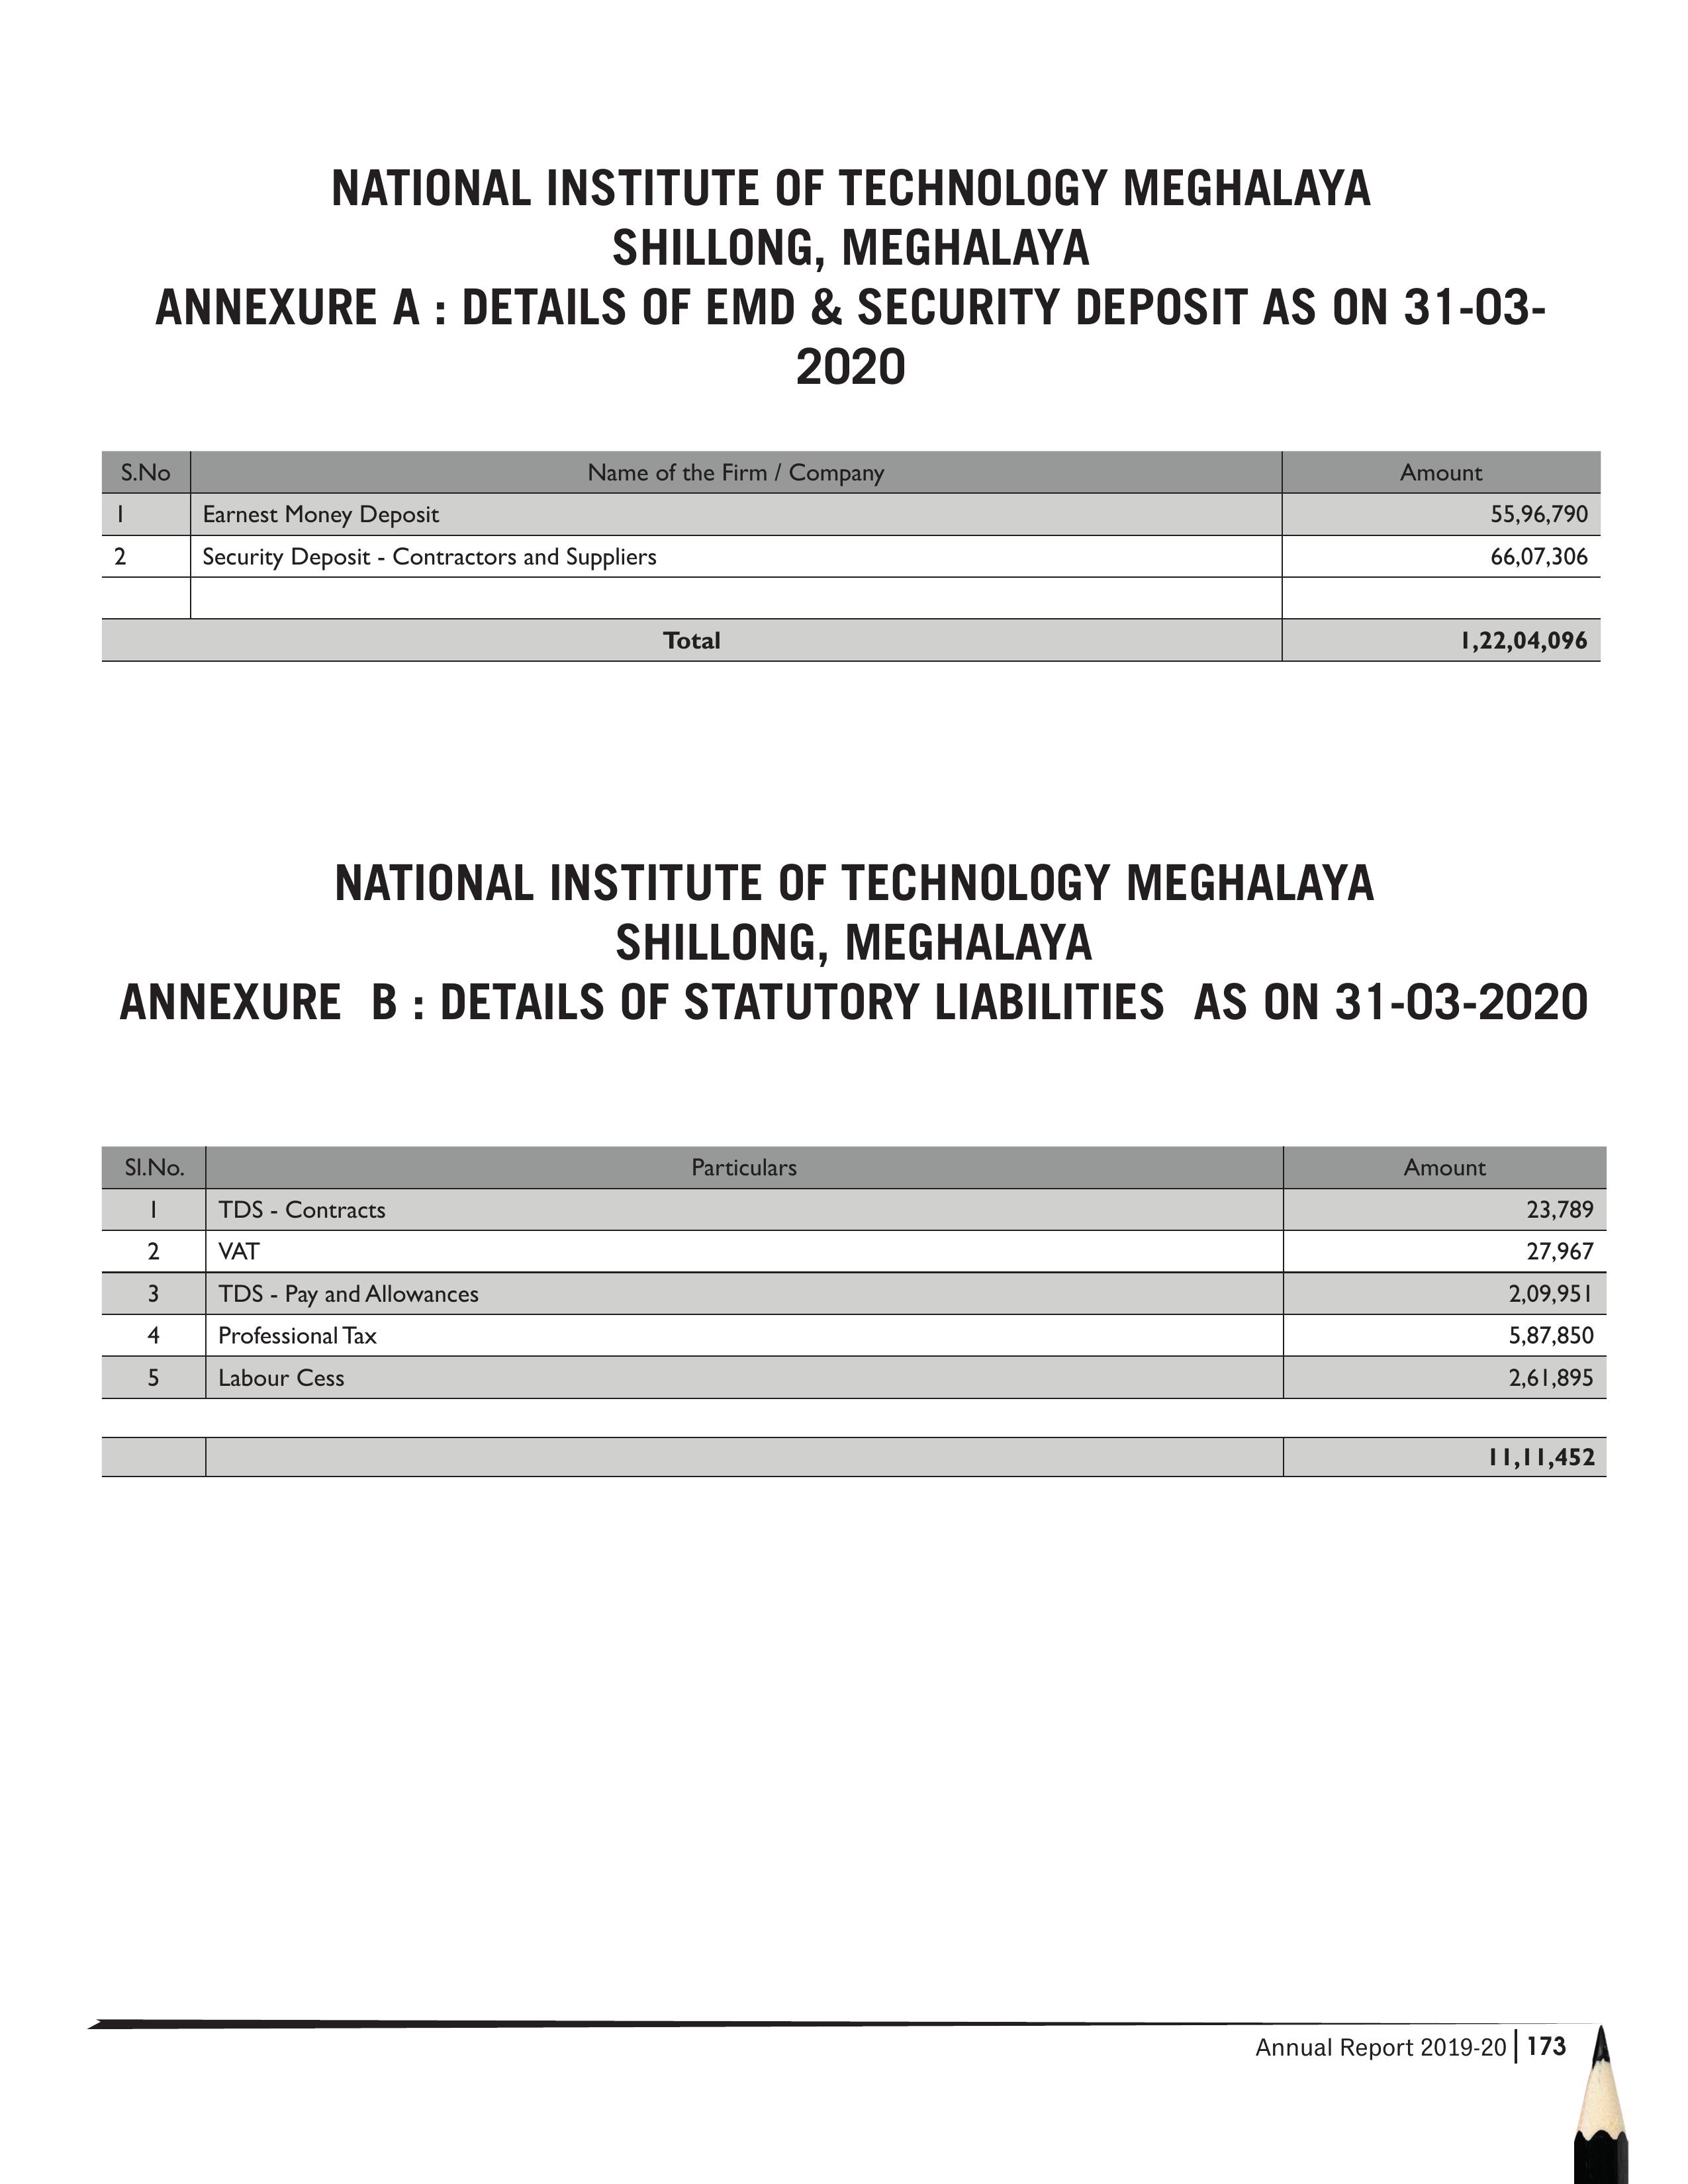 NATIONAL INSTITUTE OF TECHNOLOGY MEGHALAYA
SHILLONG, MEGHALAYA
ANNEXURE A : DETAILS OF EMD & SECURITY DEPOSIT AS ON 31-03-
2020
S.No Name of the Firm / Company Amount
1 Earnest Money Deposit 55,96,790
2 Security Deposit - Contractors and Suppliers 66,07,306
Total 1,22,04,096
NATIONAL INSTITUTE OF TECHNOLOGY MEGHALAYA
SHILLONG, MEGHALAYA
ANNEXURE B : DETAILS OF STATUTORY LIABILITIES AS ON 31-03-2020
Sl.No. Particulars Amount
1 TDS - Contracts 23,789
2 VAT 27,967
3 TDS - Pay and Allowances 2,09,951
4 Professional Tax 5,87,850
5 Labour Cess 2,61,895
11,11,452
Annual Report 2019-20 | 173